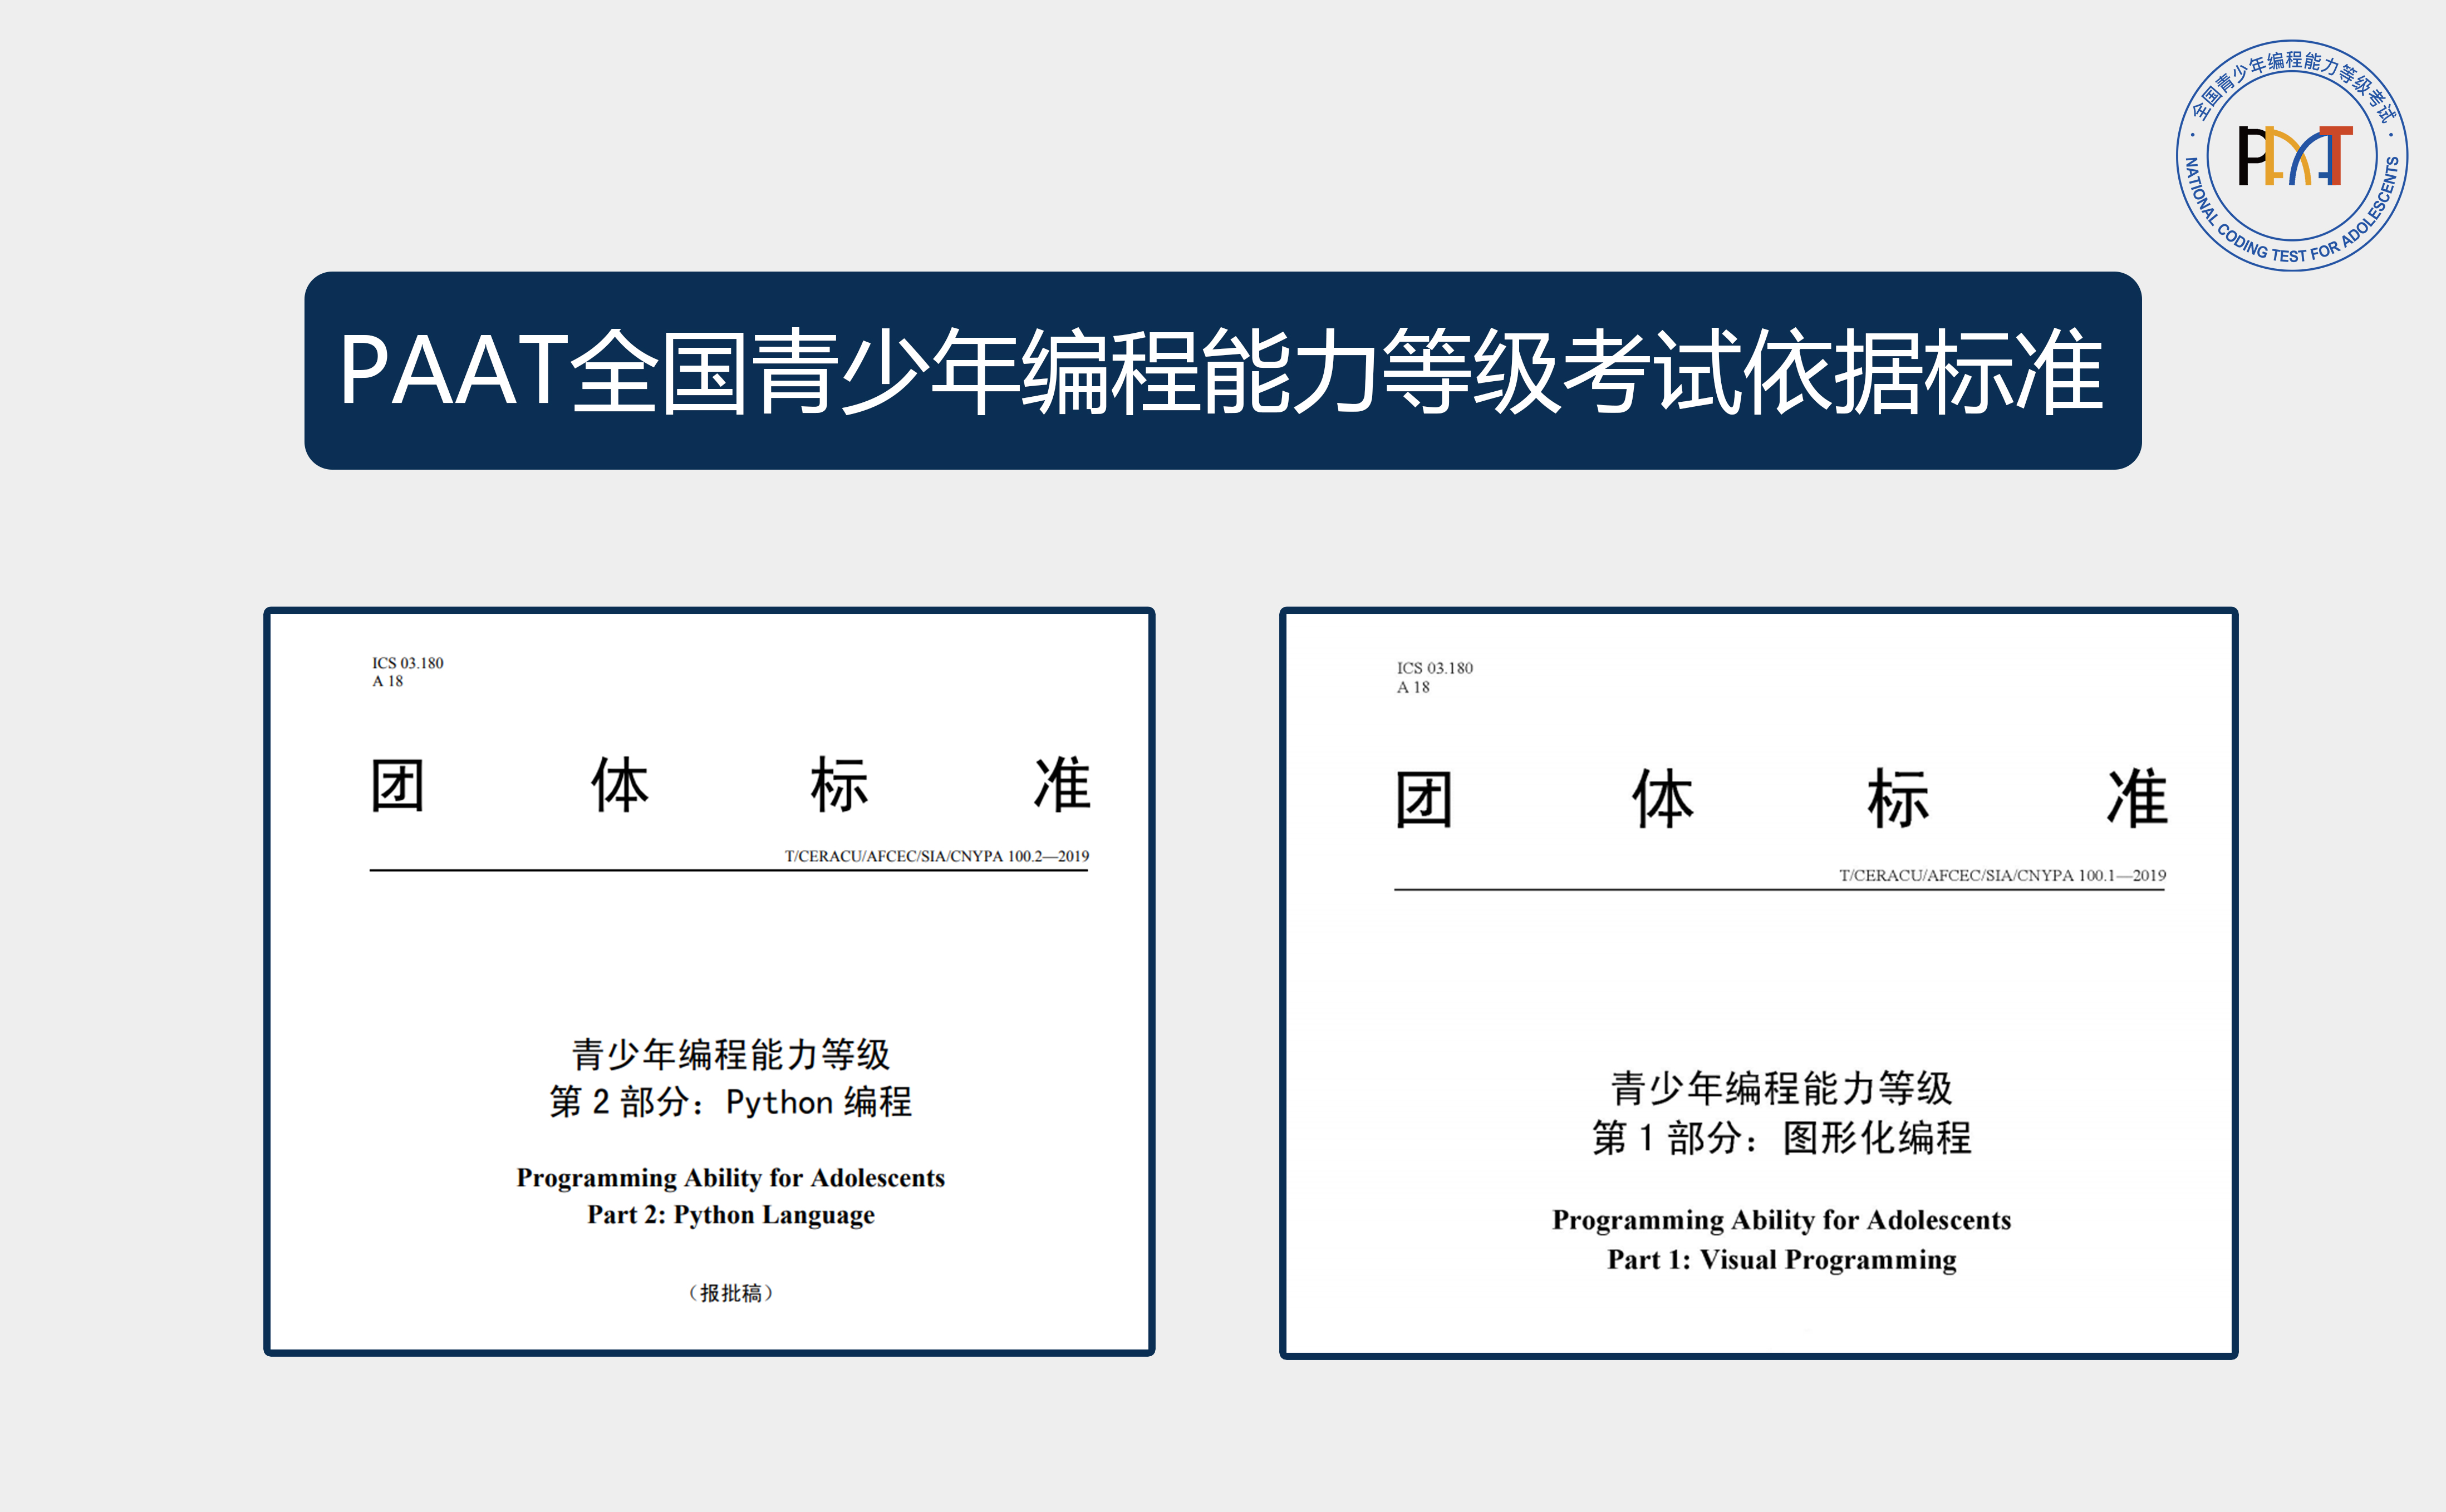 全国青少年编程能力等级考试
PAAT
NATIONAL CODING TEST FOR ADOLESCENTS
PAAT全国青少年编程能力等级考试依据标准
ICS 03.180
A 18
团 体 标 准
T/CERACU/AFCEC/SIA/CNYPA 100.2—2019
青少年编程能力等级
第 2 部分：Python 编程
Programming Ability for Adolescents
Part 2: Python Language
（报批稿）
ICS 03.180
A 18
团 体 标 准
T/CERACU/AFCEC/SIA/CNYPA 100.1—2019
青少年编程能力等级
第 1 部分：图形化编程
Programming Ability for Adolescents
Part 1: Visual Programming